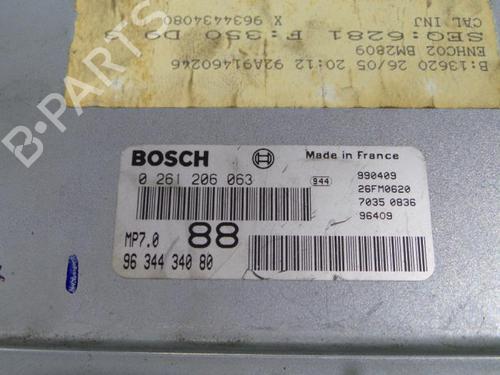 B:13620 26/05 20:12 92A91460246
ENHC02 BM2809
SEQ:6281 F:350 D9 8
CAL INJ X 9634434080
B-PARTS
BOSCH
Made in France
0 261 206 063
944
990409
26FM0620
7035 0836
96409
MP7.0
88
96 344 340 80